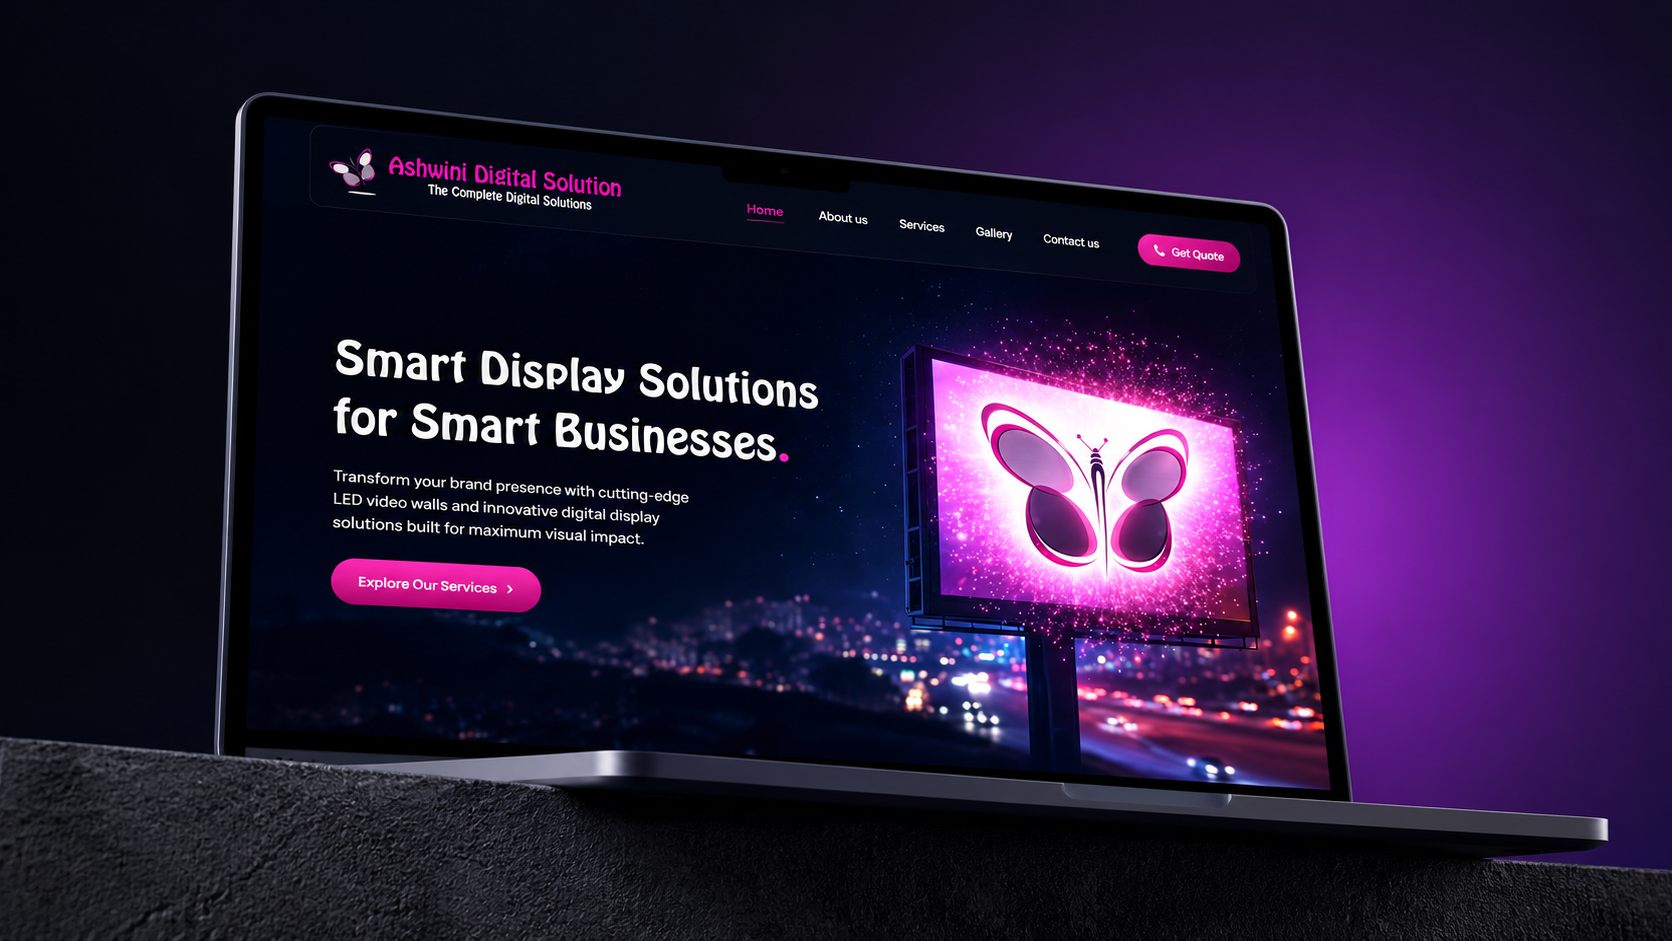 Ashwini Digital Solution
The Complete Digital Solutions
Home
About us
Services
Gallery
Contact us
Get Quote
Smart Display Solutions
for Smart Businesses.
Transform your brand presence with cutting-edge
LED video walls and innovative digital display
solutions built for maximum visual impact.
Explore Our Services